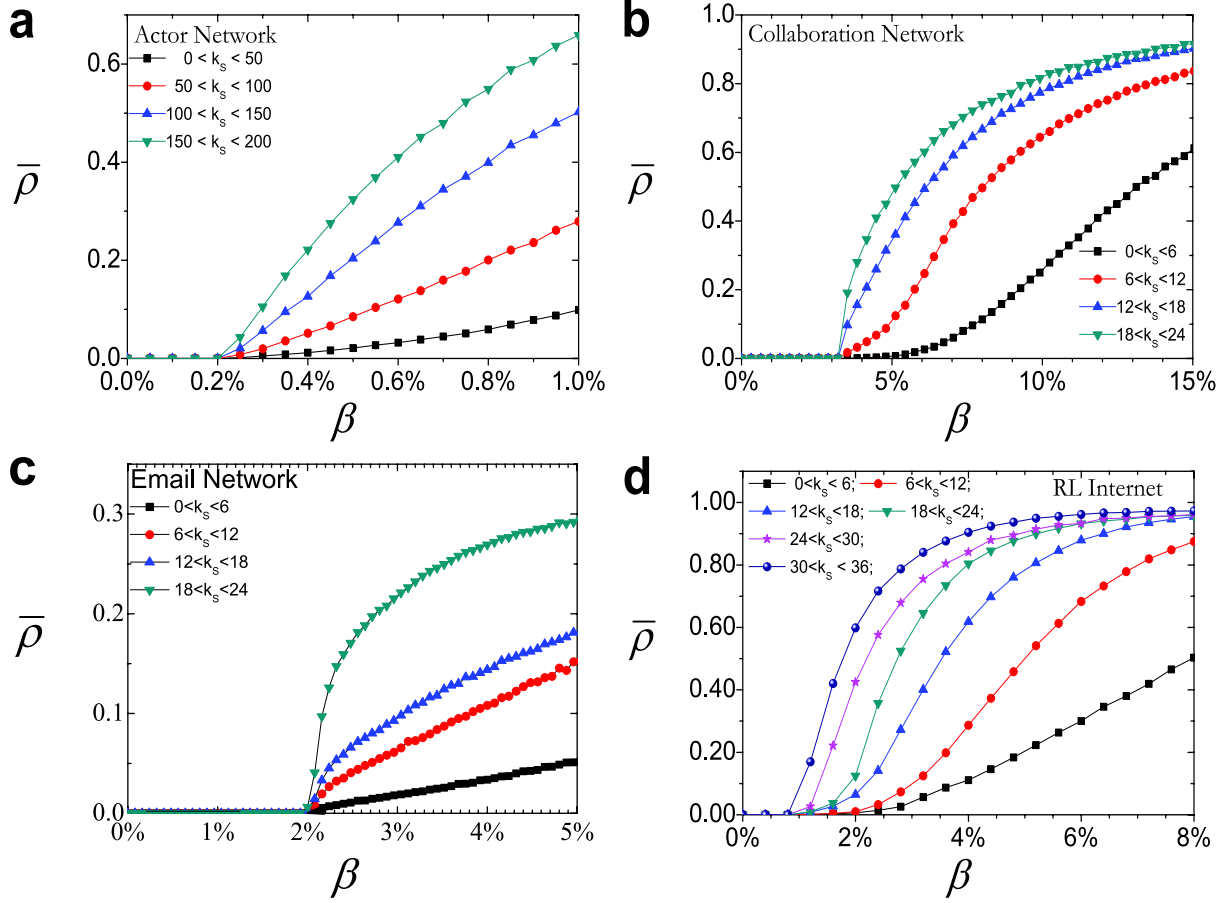 a
Actor Network
0 < kS < 50
50 < kS < 100
100 < kS < 150
150 < kS < 200
0.6
0.4
0.2
0.0
ρ̅
0.0% 0.2% 0.4% 0.6% 0.8% 1.0%
β
b
Collaboration Network
1.0
0.8
0.6
0.4
0.2
0.0
ρ̅
0<kS<6
6<kS<12
12<kS<18
18<kS<24
0% 5% 10% 15%
β
c
Email Network
0<kS<6
6<kS<12
12<kS<18
18<kS<24
0.3
0.2
0.1
0.0
ρ̅
0% 1% 2% 3% 4% 5%
β
d
RL Internet
0<kS< 6; 6<kS<12;
12<kS<18; 18<kS<24;
24<kS<30;
30<kS < 36;
1.00
0.80
0.60
0.40
0.20
0.00
ρ̅
0% 2% 4% 6% 8%
β